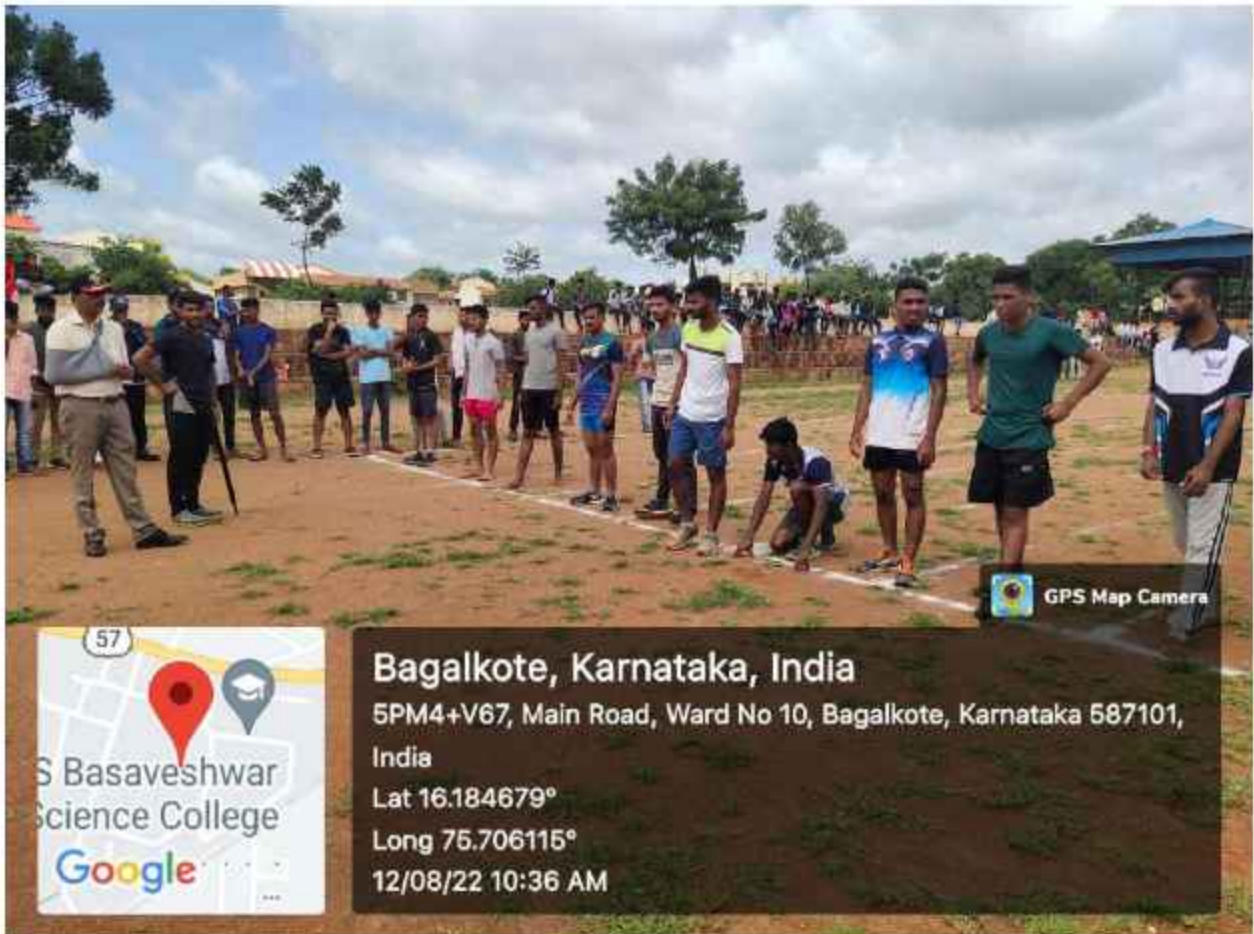 GPS Map Camera
57
S Basaveshwar
Science College
Google
Bagalkote, Karnataka, India
5PM4+V67, Main Road, Ward No 10, Bagalkote, Karnataka 587101,
India
Lat 16.184679°
Long 75.706115°
12/08/22 10:36 AM